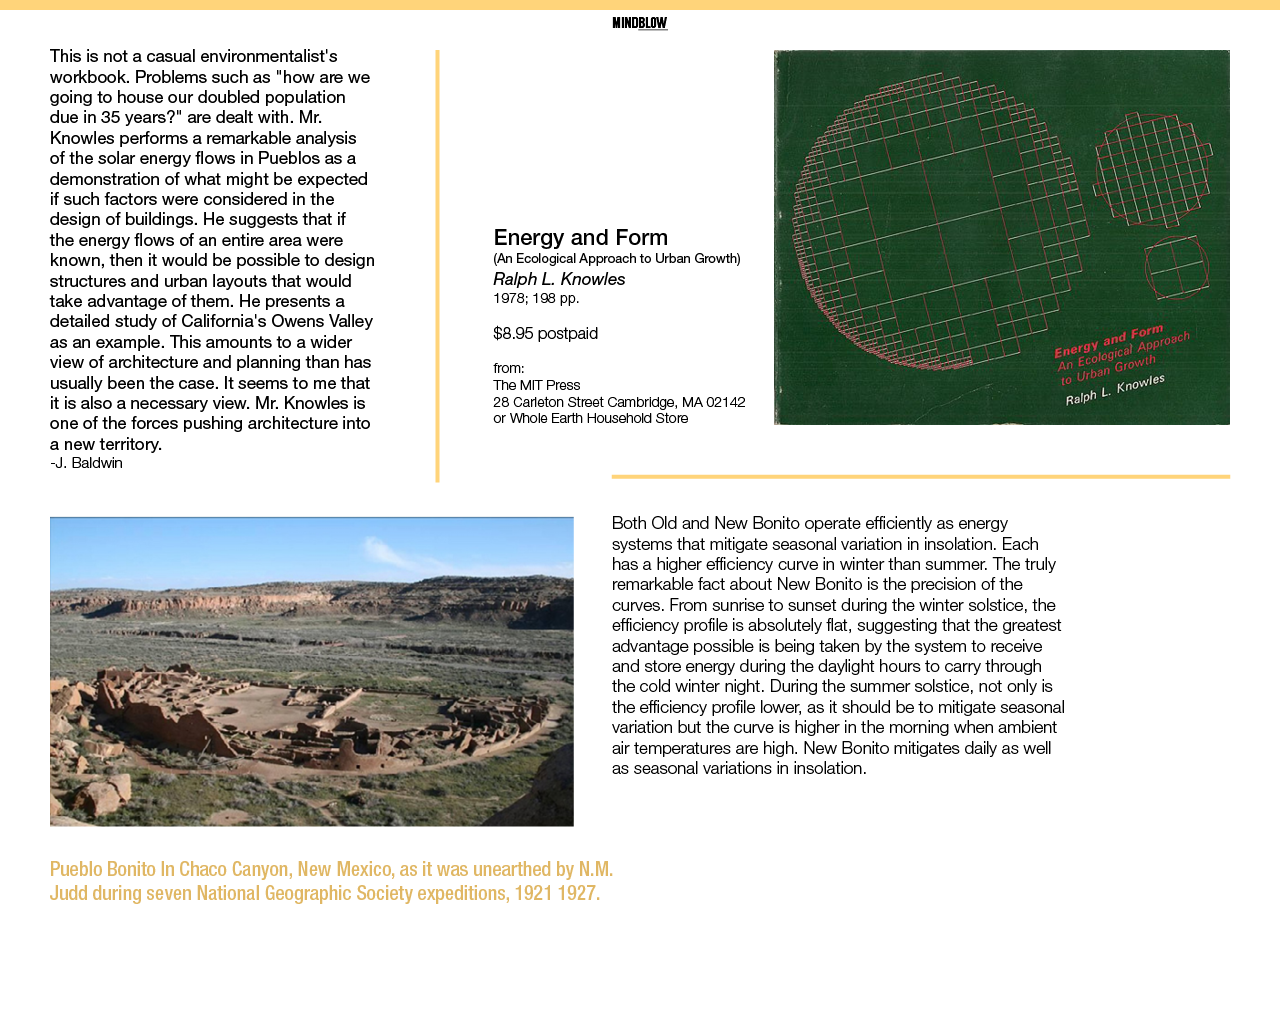 MINDBLOW
This is not a casual environmentalist's
workbook. Problems such as "how are we
going to house our doubled population
due in 35 years?" are dealt with. Mr.
Knowles performs a remarkable analysis
of the solar energy flows in Pueblos as a
demonstration of what might be expected
if such factors were considered in the
design of buildings. He suggests that if
the energy flows of an entire area were
known, then it would be possible to design
structures and urban layouts that would
take advantage of them. He presents a
detailed study of California's Owens Valley
as an example. This amounts to a wider
view of architecture and planning than has
usually been the case. It seems to me that
it is also a necessary view. Mr. Knowles is
one of the forces pushing architecture into
a new territory.
-J. Baldwin
Energy and Form
(An Ecological Approach to Urban Growth)
Ralph L. Knowles
1978; 198 pp.
$8.95 postpaid
from:
The MIT Press
28 Carleton Street Cambridge, MA 02142
or Whole Earth Household Store
Energy and Form
An Ecological Approach
to Urban Growth
Ralph L. Knowles
Both Old and New Bonito operate efficiently as energy
systems that mitigate seasonal variation in insolation. Each
has a higher efficiency curve in winter than summer. The truly
remarkable fact about New Bonito is the precision of the
curves. From sunrise to sunset during the winter solstice, the
efficiency profile is absolutely flat, suggesting that the greatest
advantage possible is being taken by the system to receive
and store energy during the daylight hours to carry through
the cold winter night. During the summer solstice, not only is
the efficiency profile lower, as it should be to mitigate seasonal
variation but the curve is higher in the morning when ambient
air temperatures are high. New Bonito mitigates daily as well
as seasonal variations in insolation.
Pueblo Bonito In Chaco Canyon, New Mexico, as it was unearthed by N.M.
Judd during seven National Geographic Society expeditions, 1921 1927.